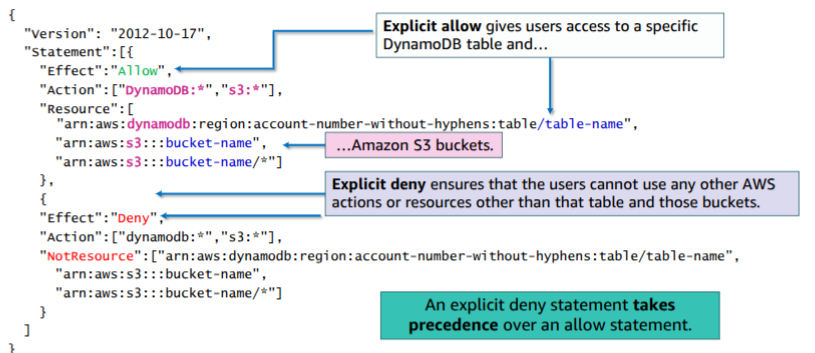 {
"Version": "2012-10-17",
"Statement":[{
"Effect":"Allow",
"Action":["DynamoDB:*","s3:*"],
"Resource":[
"arn:aws:dynamodb:region:account-number-without-hyphens:table/table-name",
"arn:aws:s3:::bucket-name",
"arn:aws:s3:::bucket-name/*"]
},
{
"Effect":"Deny",
"Action":["dynamodb:*","s3:*"],
"NotResource":["arn:aws:dynamodb:region:account-number-without-hyphens:table/table-name",
"arn:aws:s3:::bucket-name",
"arn:aws:s3:::bucket-name/*"]
}
]
}
Explicit allow gives users access to a specific
DynamoDB table and…
…Amazon S3 buckets.
Explicit deny ensures that the users cannot use any other AWS
actions or resources other than that table and those buckets.
An explicit deny statement takes
precedence over an allow statement.